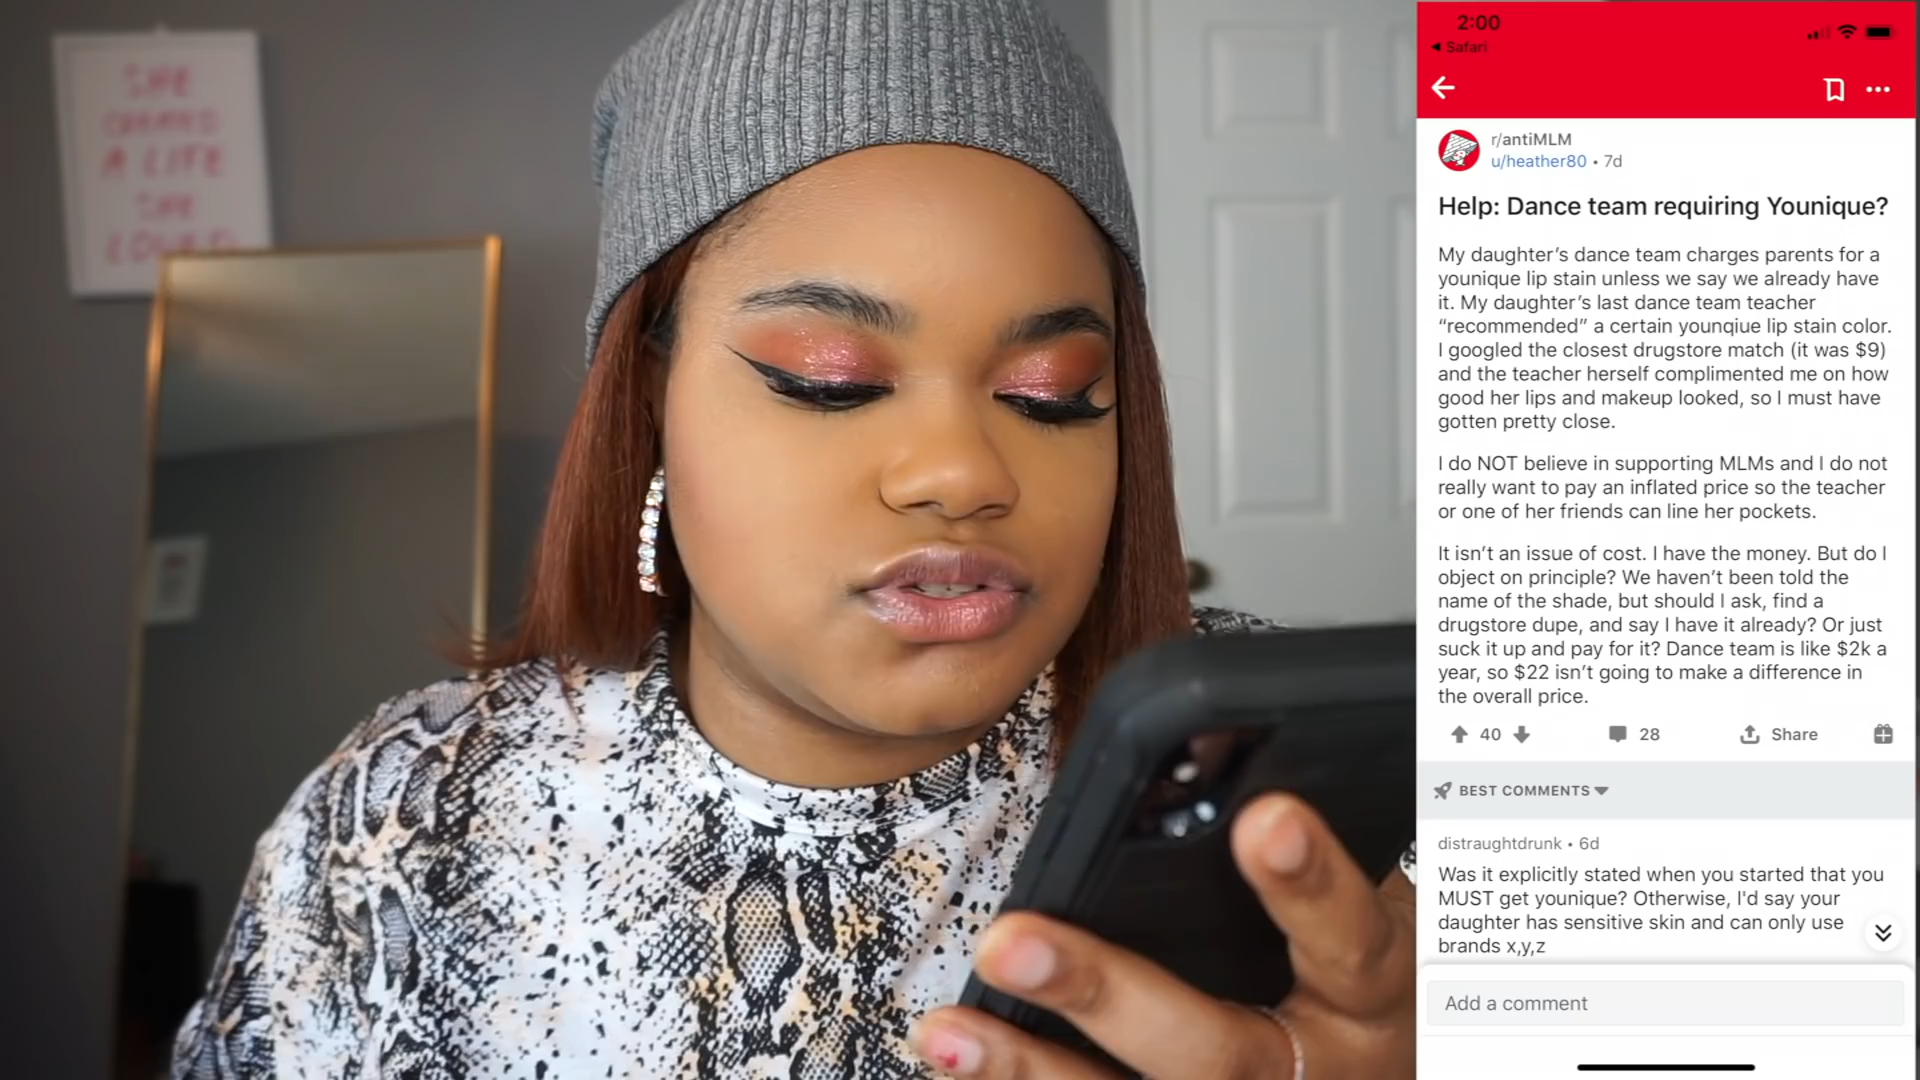 SHE
CREATED
A LIFE
SHE
LOVED
2:00
Safari
r/antiMLM
u/heather80 • 7d
Help: Dance team requiring Younique?
My daughter’s dance team charges parents for a
younique lip stain unless we say we already have
it. My daughter’s last dance team teacher
“recommended” a certain younqiue lip stain color.
I googled the closest drugstore match (it was $9)
and the teacher herself complimented me on how
good her lips and makeup looked, so I must have
gotten pretty close.
I do NOT believe in supporting MLMs and I do not
really want to pay an inflated price so the teacher
or one of her friends can line her pockets.
It isn’t an issue of cost. I have the money. But do I
object on principle? We haven’t been told the
name of the shade, but should I ask, find a
drugstore dupe, and say I have it already? Or just
suck it up and pay for it? Dance team is like $2k a
year, so $22 isn’t going to make a difference in
the overall price.
40
28
Share
BEST COMMENTS
distraughtdrunk • 6d
Was it explicitly stated when you started that you
MUST get younique? Otherwise, I'd say your
daughter has sensitive skin and can only use
brands x,y,z
Add a comment